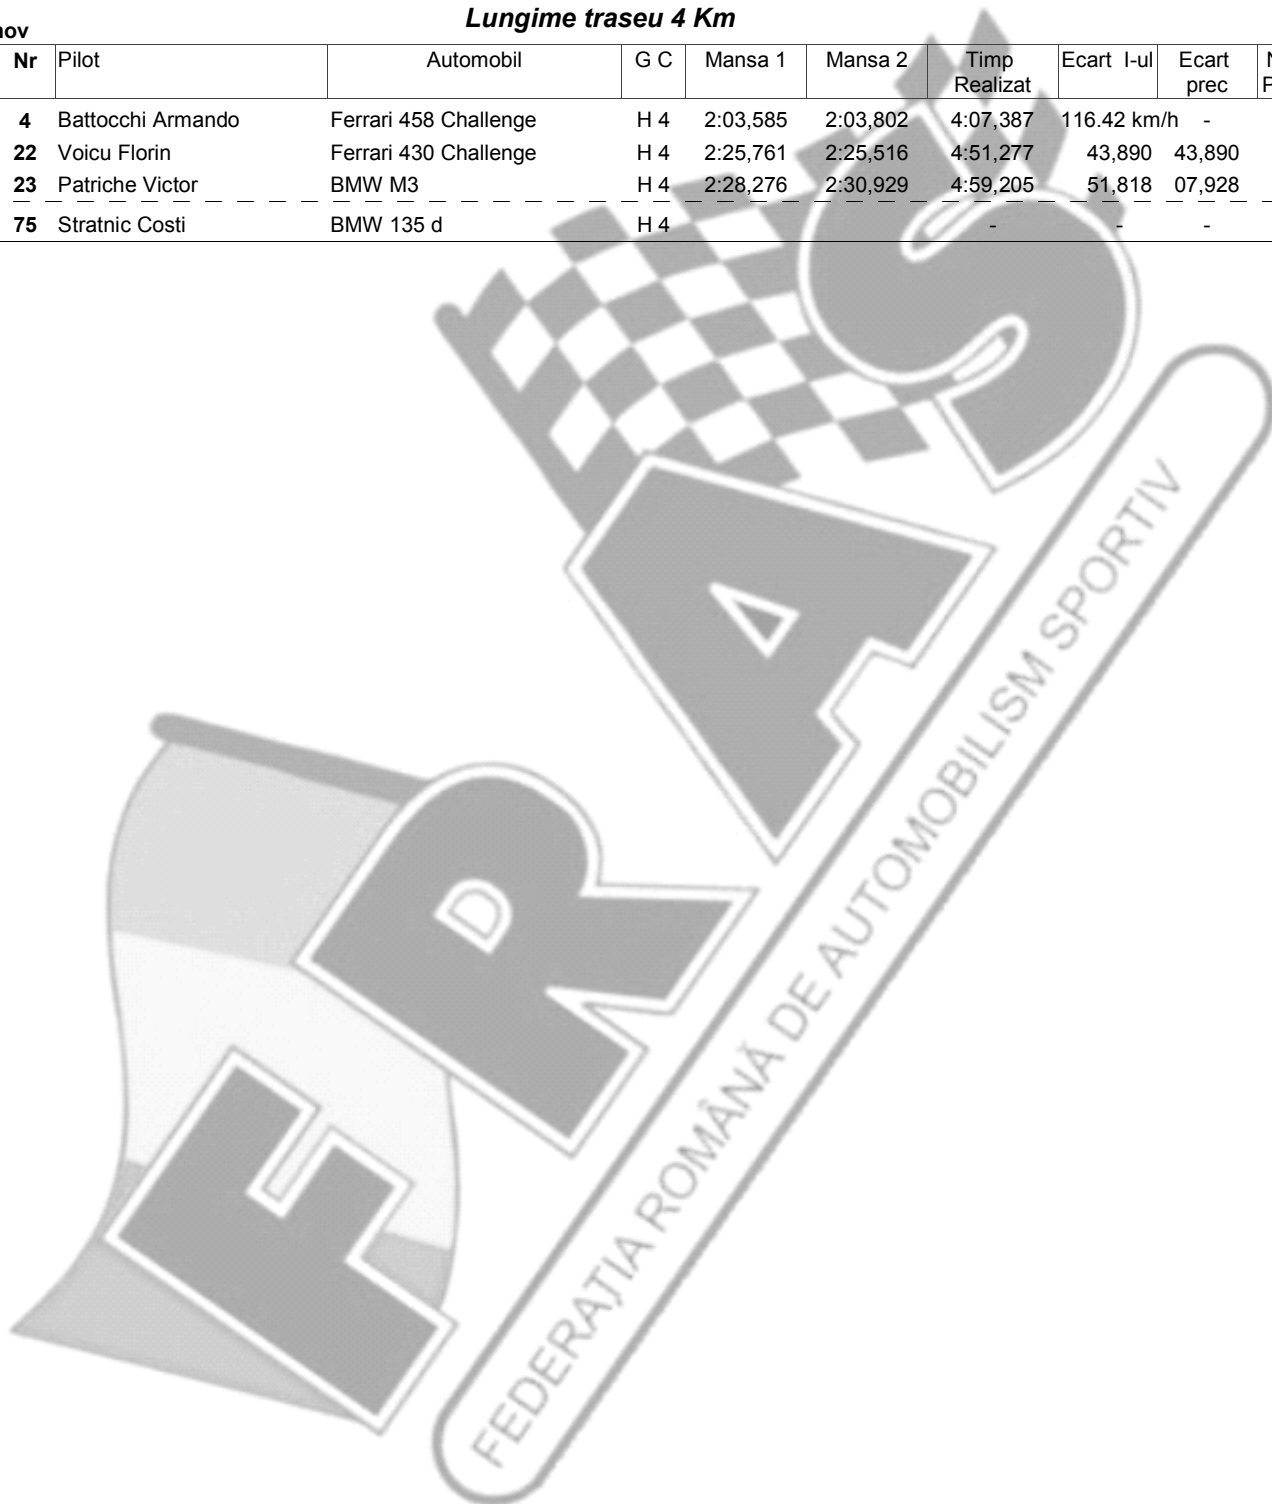 Lungime traseu 4 Km
nov
Nr Pilot Automobil G C Mansa 1 Mansa 2 Timp Realizat Ecart I-ul Ecart prec
4 Battocchi Armando Ferrari 458 Challenge H 4 2:03,585 2:03,802 4:07,387 116.42 km/h -
22 Voicu Florin Ferrari 430 Challenge H 4 2:25,761 2:25,516 4:51,277 43,890 43,890
23 Patriche Victor BMW M3 H 4 2:28,276 2:30,929 4:59,205 51,818 07,928
75 Stratnic Costi BMW 135 d H 4 - - -
FRAS
FEDERAŢIA ROMÂNĂ DE AUTOMOBILISM SPORTIV